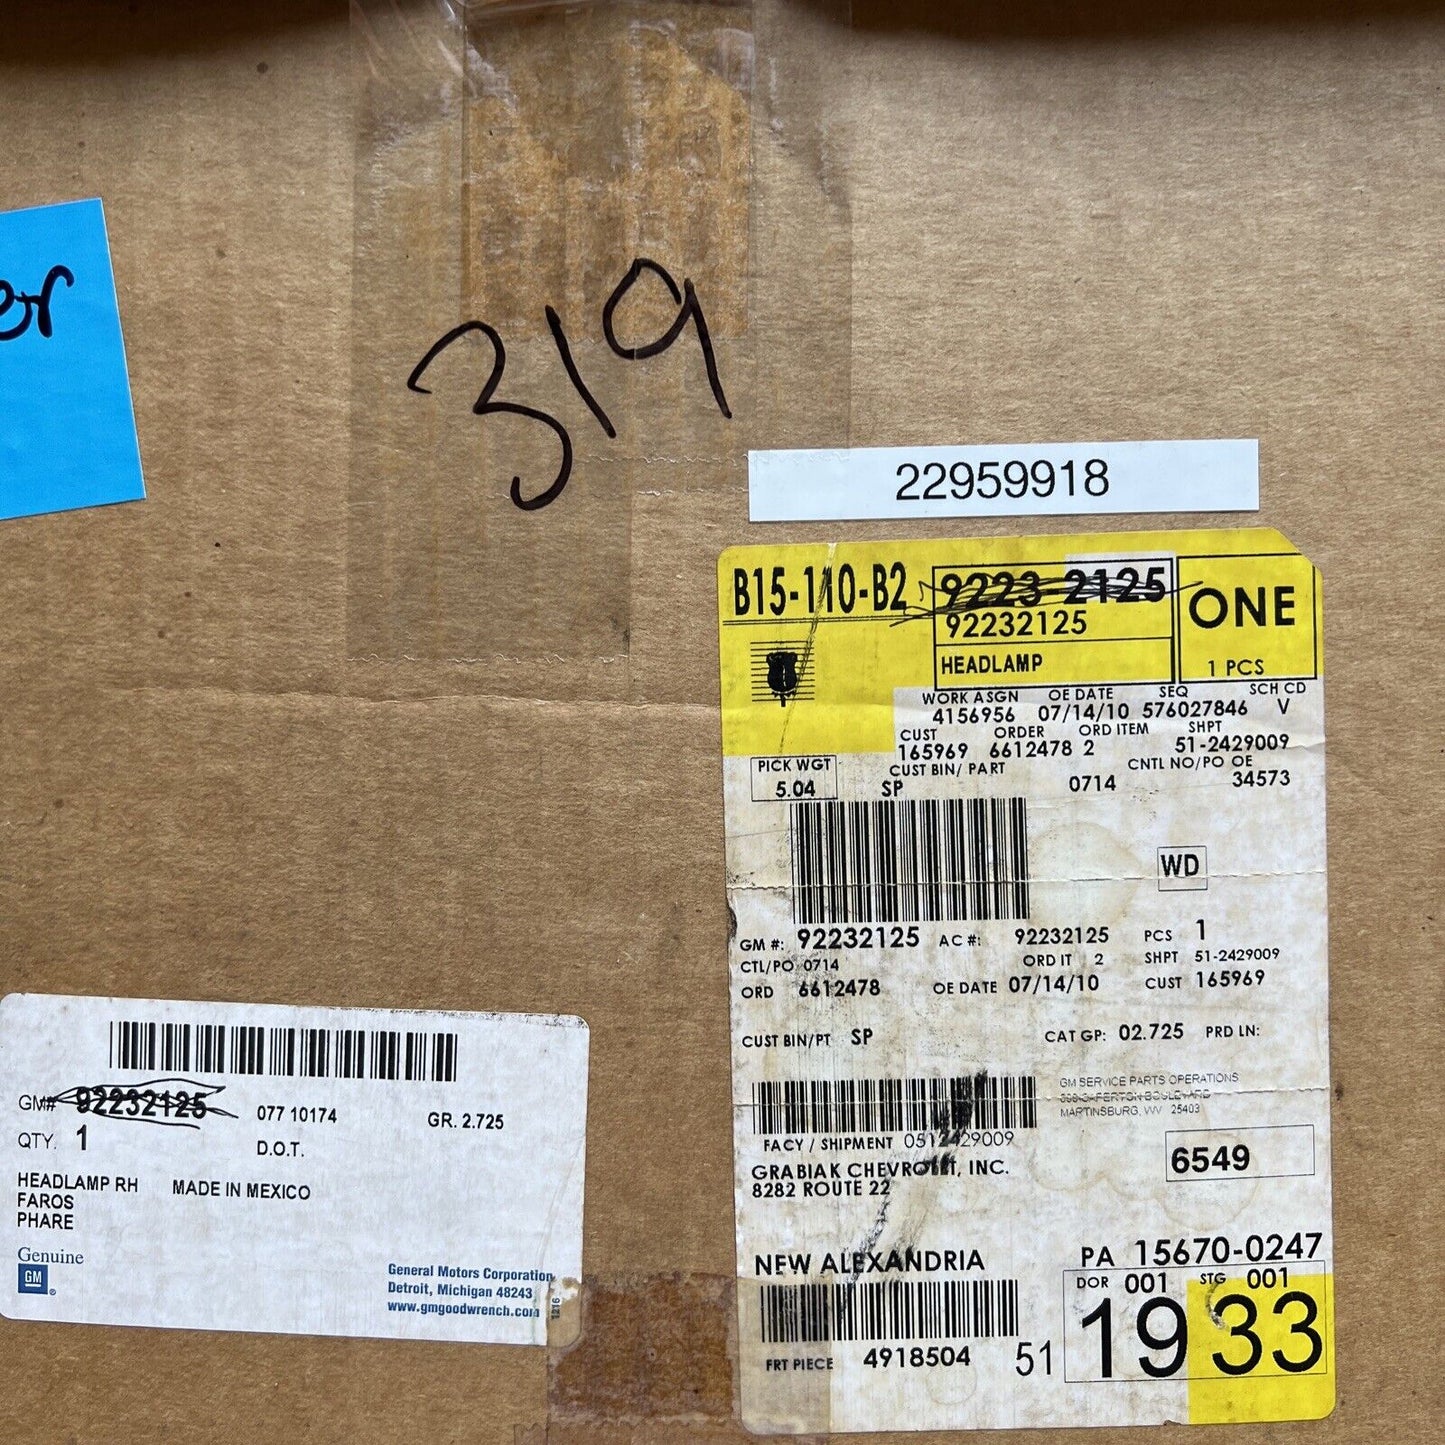 er
319
22959918
B15-110-B2
9223-2125
92232125
HEADLAMP
ONE
1 PCS
WORK ASGN OE DATE SEQ SCH CD
4156956 07/14/10 576027846 V
CUST ORDER ORD ITEM SHPT
165969 6612478 2 51-2429009
PICK WGT CUST BIN/ PART CNTL NO/PO OE
5.04 SP 0714 34573
WD
GM #: 92232125 AC #: 92232125 PCS 1
CTL/PO 0714 ORD IT 2 SHPT 51-2429009
ORD 6612478 OE DATE 07/14/10 CUST 165969
CUST BIN/PT SP CAT GP: 02.725 PRD LN:
GM SERVICE PARTS OPERATIONS
BOULEVARD
MARTINSBURG, WV 25403
FACY / SHIPMENT 0512429009
GRABIAK CHEVROLET, INC.
8282 ROUTE 22
6549
NEW ALEXANDRIA PA 15670-0247
DOR 001 STG 001
FRT PIECE 4918504 51 1933
GM# 92232125 077 10174 GR. 2.725
QTY. 1 D.O.T.
HEADLAMP RH MADE IN MEXICO
FAROS
PHARE
Genuine
GM
General Motors Corporation
Detroit, Michigan 48243
www.gmgoodwrench.com
1216